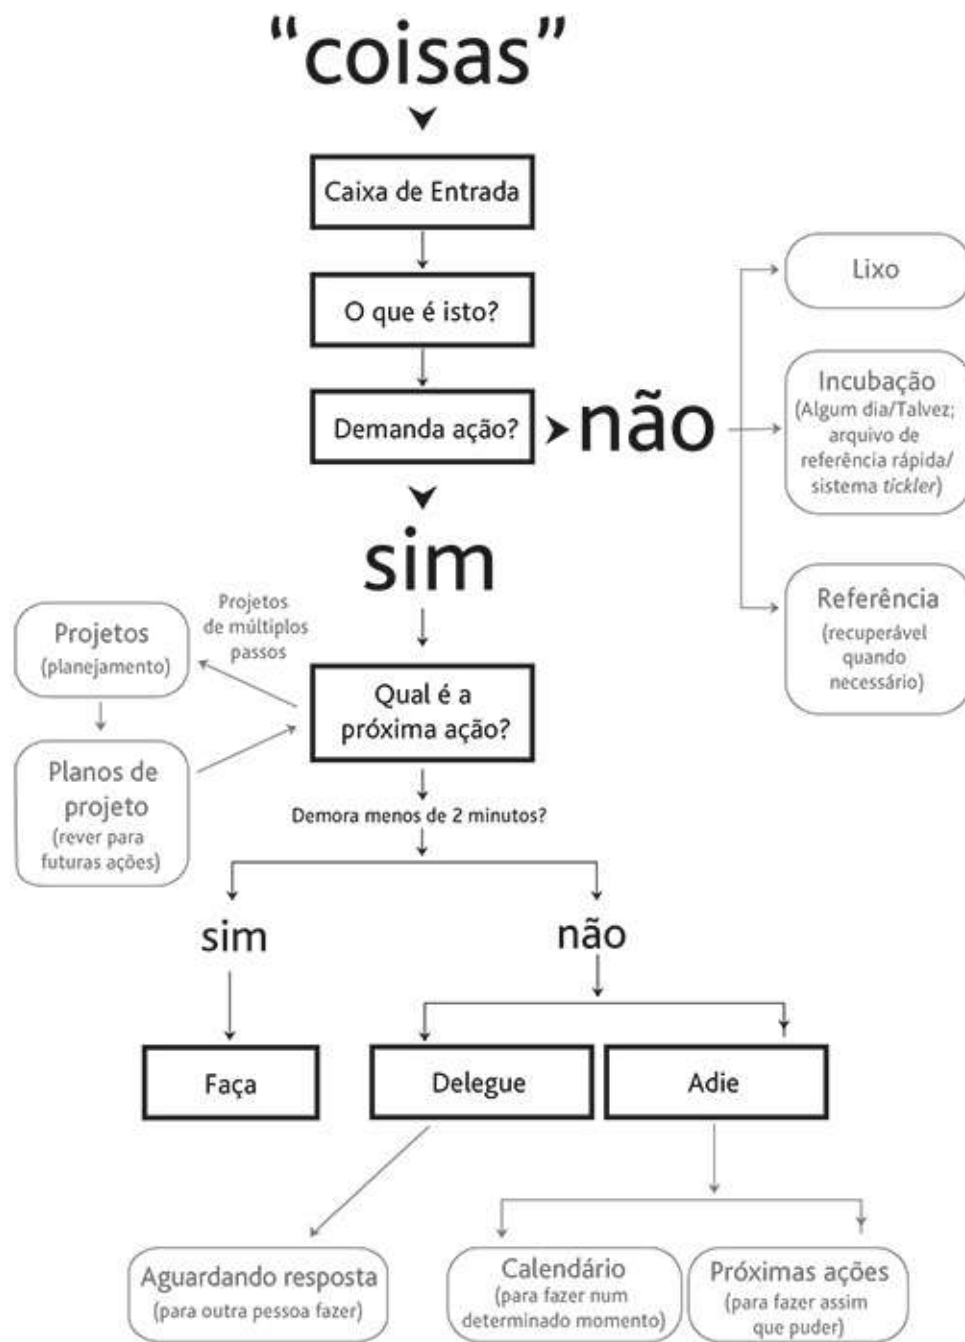 “coisas”
Caixa de Entrada
O que é isto?
Demanda ação?
não
Lixo
Incubação
(Algum dia/Talvez;
arquivo de
referência rápida/
sistema tickler)
Referência
(recuperável
quando
necessário)
sim
Projetos
de múltiplos
passos
Projetos
(planejamento)
Planos de
projeto
(rever para
futuras ações)
Qual é a
próxima ação?
Demora menos de 2 minutos?
sim
não
Faça
Delegue
Adie
Aguardando resposta
(para outra pessoa fazer)
Calendário
(para fazer num
determinado momento)
Próximas ações
(para fazer assim
que puder)